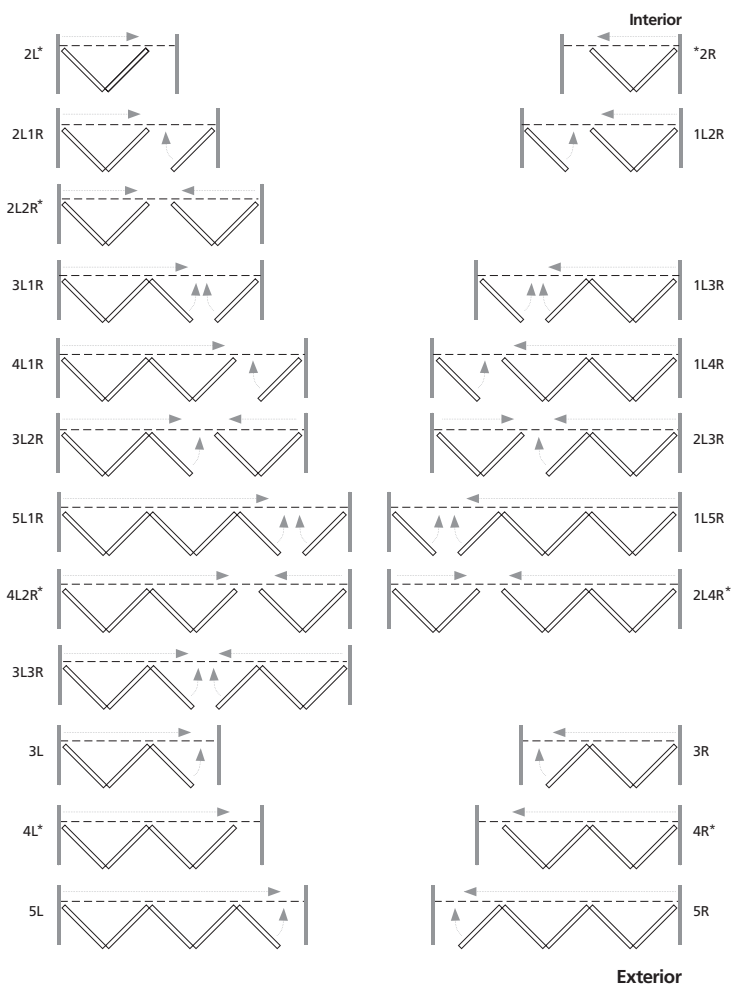 Interior
2L* *2R
2L1R 1L2R
2L2R*
3L1R 1L3R
4L1R 1L4R
3L2R 2L3R
5L1R 1L5R
4L2R* 2L4R*
3L3R
3L 3R
4L* 4R*
5L 5R
Exterior